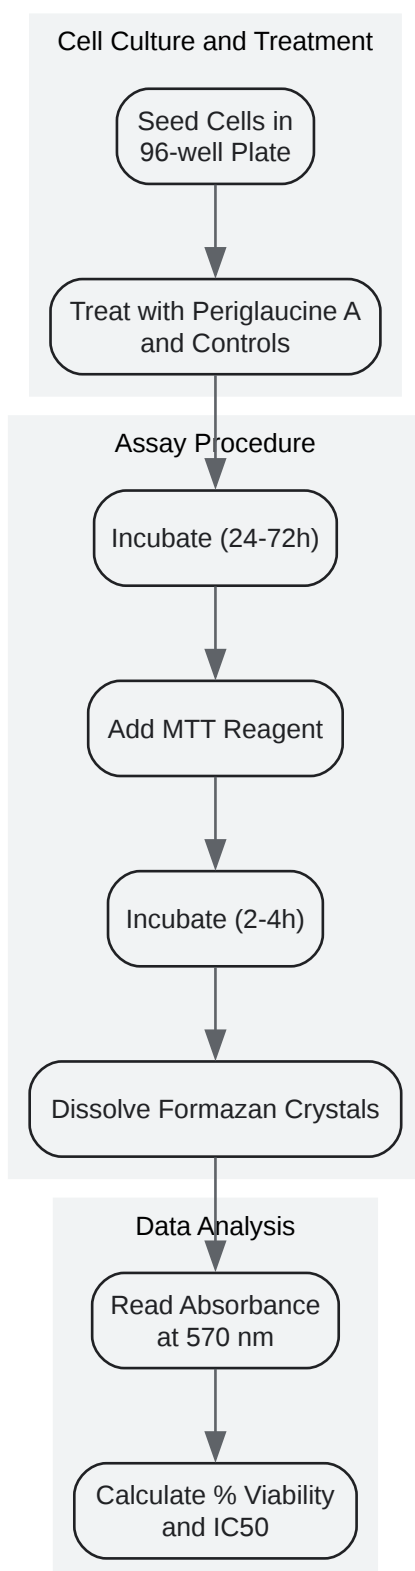 Cell Culture and Treatment
Seed Cells in
96-well Plate
Treat with Periglaucine A
and Controls
Assay Procedure
Incubate (24-72h)
Add MTT Reagent
Incubate (2-4h)
Dissolve Formazan Crystals
Data Analysis
Read Absorbance
at 570 nm
Calculate % Viability
and IC50